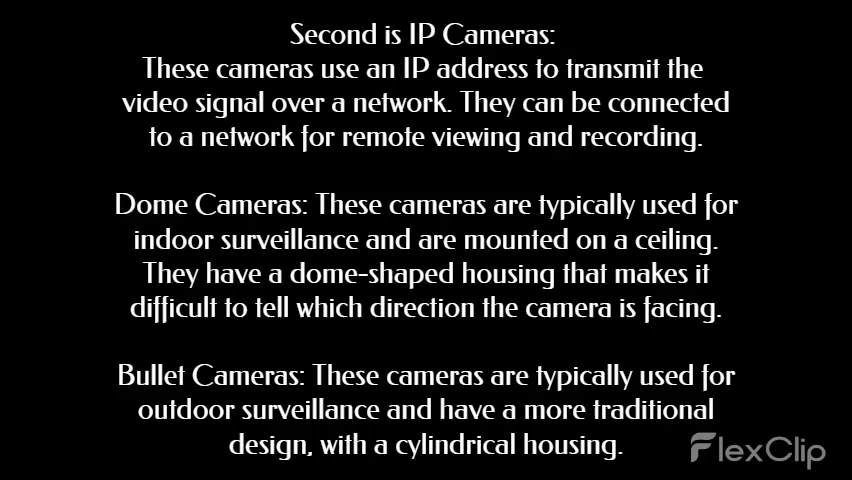 Second is IP Cameras:
These cameras use an IP address to transmit the
video signal over a network. They can be connected
to a network for remote viewing and recording.
Dome Cameras: These cameras are typically used for
indoor surveillance and are mounted on a ceiling.
They have a dome-shaped housing that makes it
difficult to tell which direction the camera is facing.
Bullet Cameras: These cameras are typically used for
outdoor surveillance and have a more traditional
design, with a cylindrical housing.
FlexClip